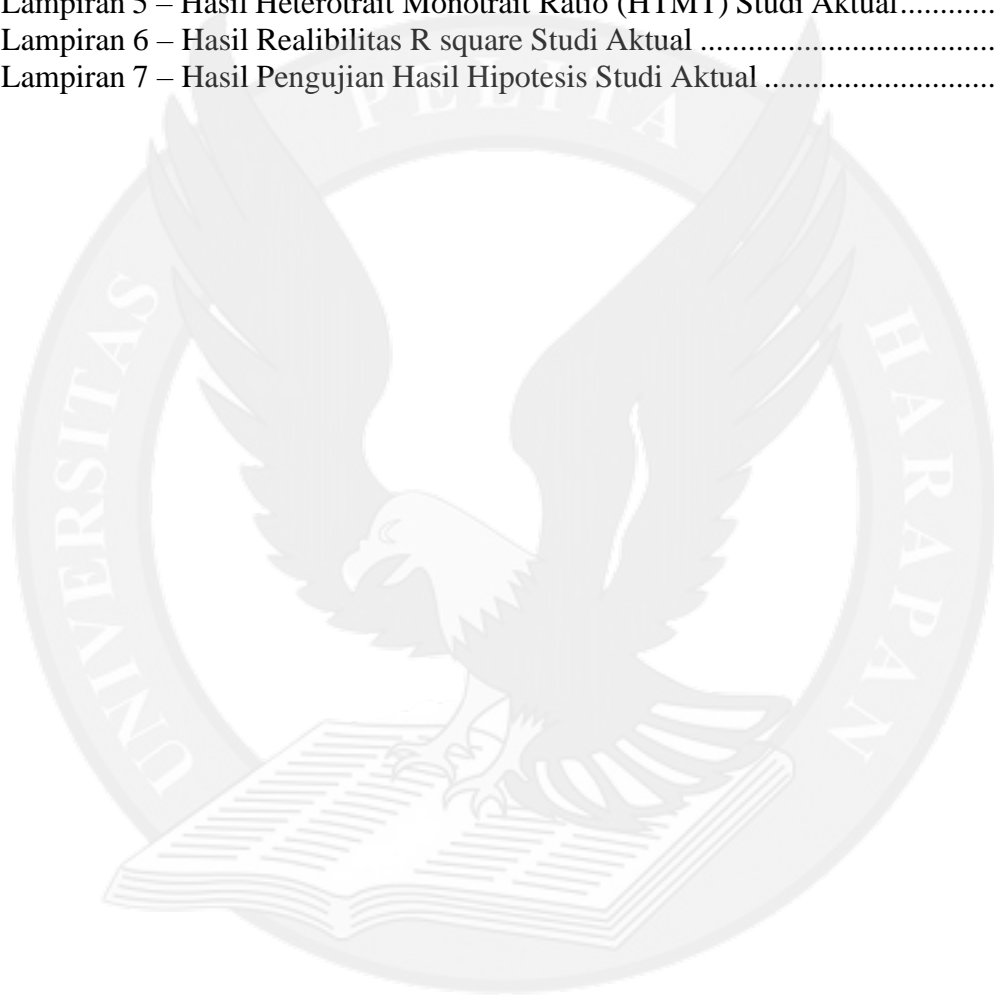 Lampiran 5 – Hasil Heterotrait Monotrait Ratio (HTMT) Studi Aktual............
Lampiran 6 – Hasil Realibilitas R square Studi Aktual .................................
Lampiran 7 – Hasil Pengujian Hasil Hipotesis Studi Aktual ..........................
UNIVERSITAS PELITA HARAPAN